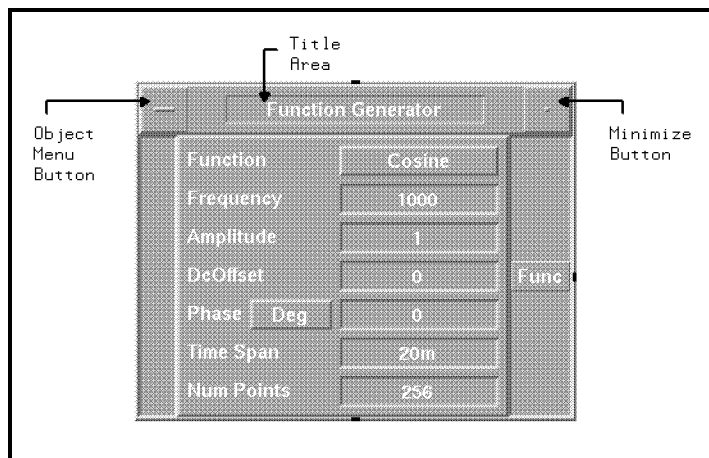 Title
Area
Function Generator
Object
Menu
Button
Minimize
Button
Function Cosine
Frequency 1000
Amplitude 1
DcOffset 0
Func
Phase Deg 0
Time Span 20m
Num Points 256